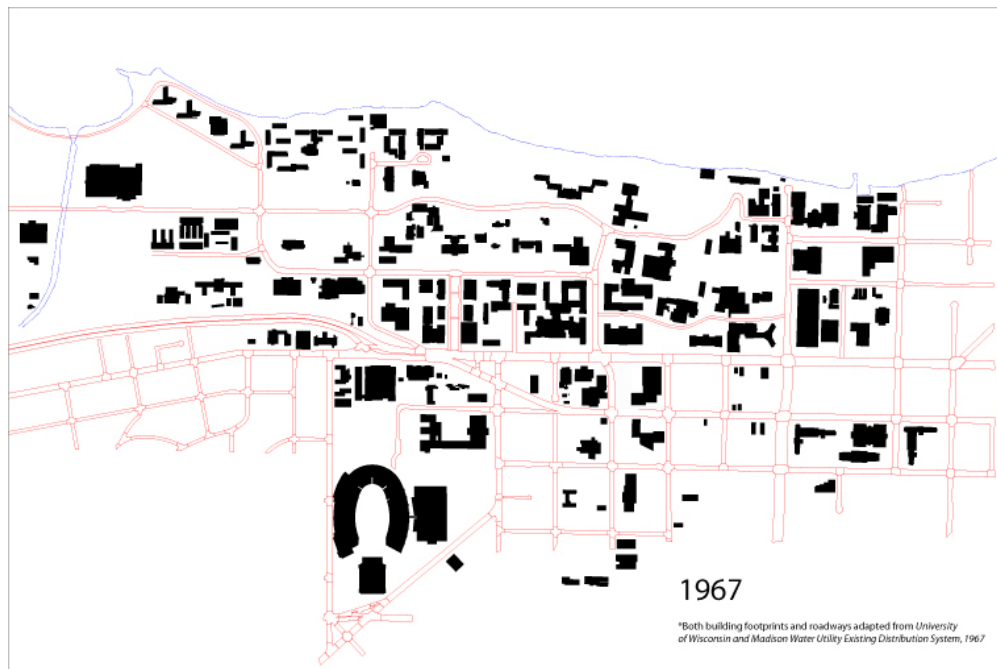 1967
*Both building footprints and roadways adapted from University
of Wisconsin and Madison Water Utility Existing Distribution System, 1967